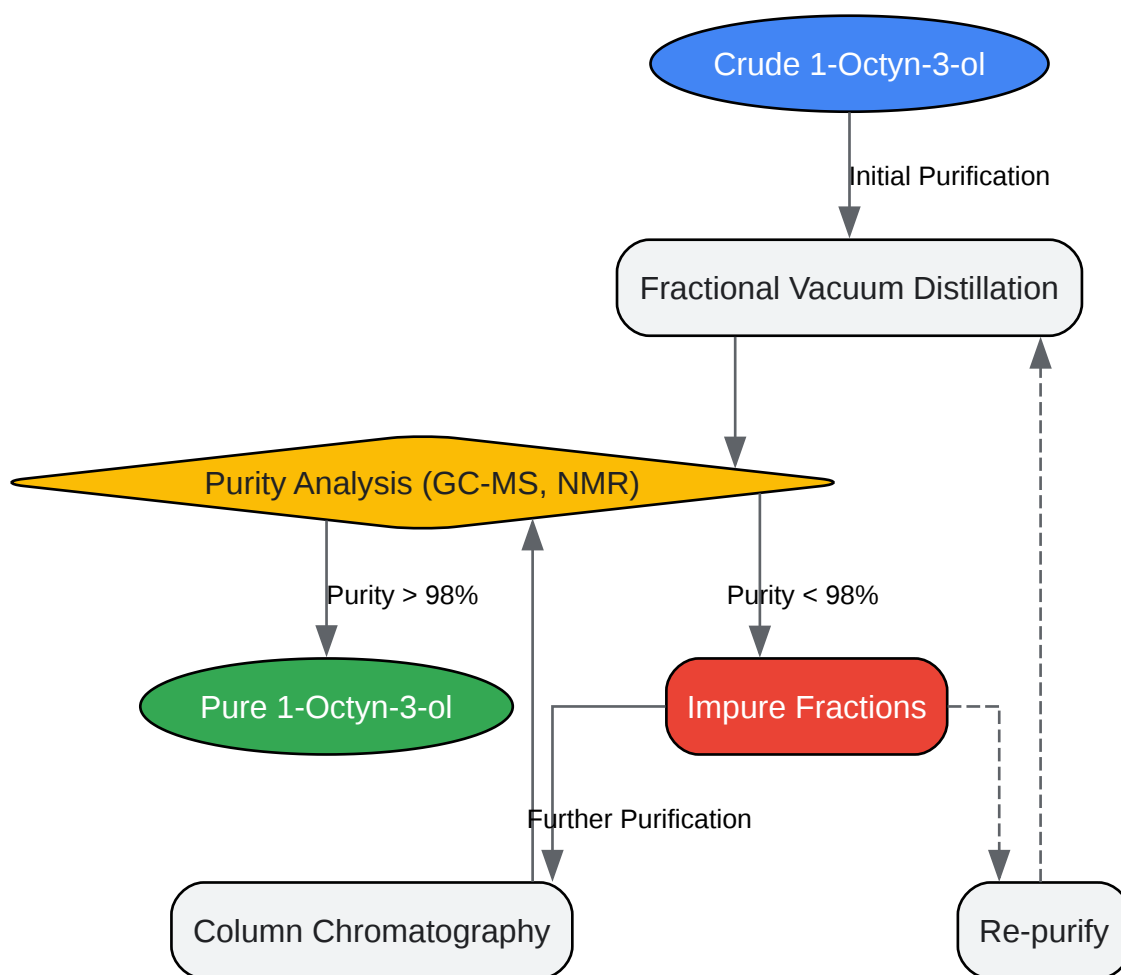 Crude 1-Octyn-3-ol
Initial Purification
Fractional Vacuum Distillation
Purity Analysis (GC-MS, NMR)
Purity > 98%
Purity < 98%
Pure 1-Octyn-3-ol
Impure Fractions
Further Purification
Column Chromatography
Re-purify